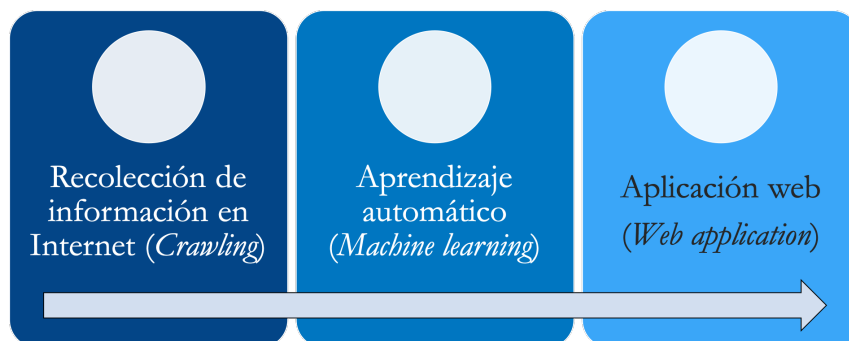 Recolección de
información en
Internet (Crawling)
Aprendizaje
automático
(Machine learning)
Aplicación web
(Web application)